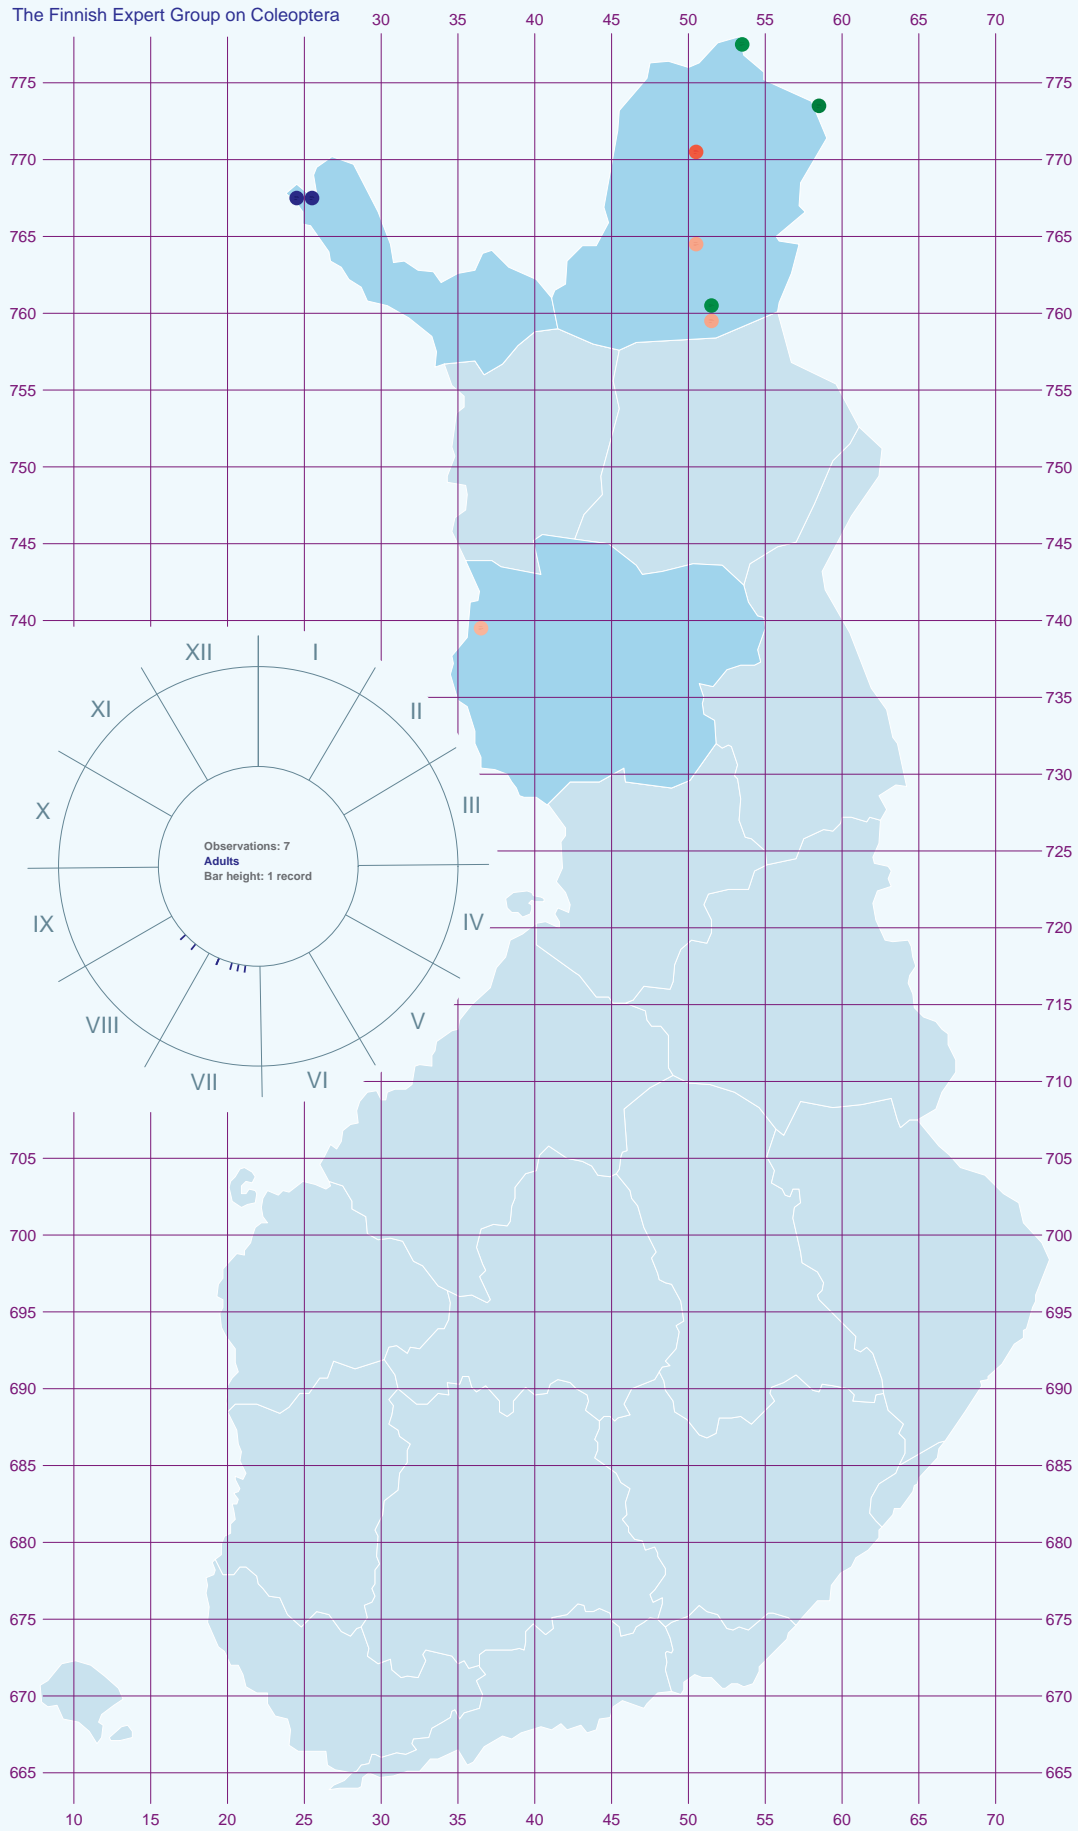 The Finnish Expert Group on Coleoptera
30 35 40 45 50 55 60 65 70
775 775
770 770
765 765
760 760
755 755
750 750
745 745
740 740
XII I
XI II
735
730
X III
Observations: 7
Adults
Bar height: 1 record
725
IX IV
720
715
VIII V
VII VI
710
705 705
700 700
695 695
690 690
685 685
680 680
675 675
670 670
665 665
10 15 20 25 30 35 40 45 50 55 60 65 70